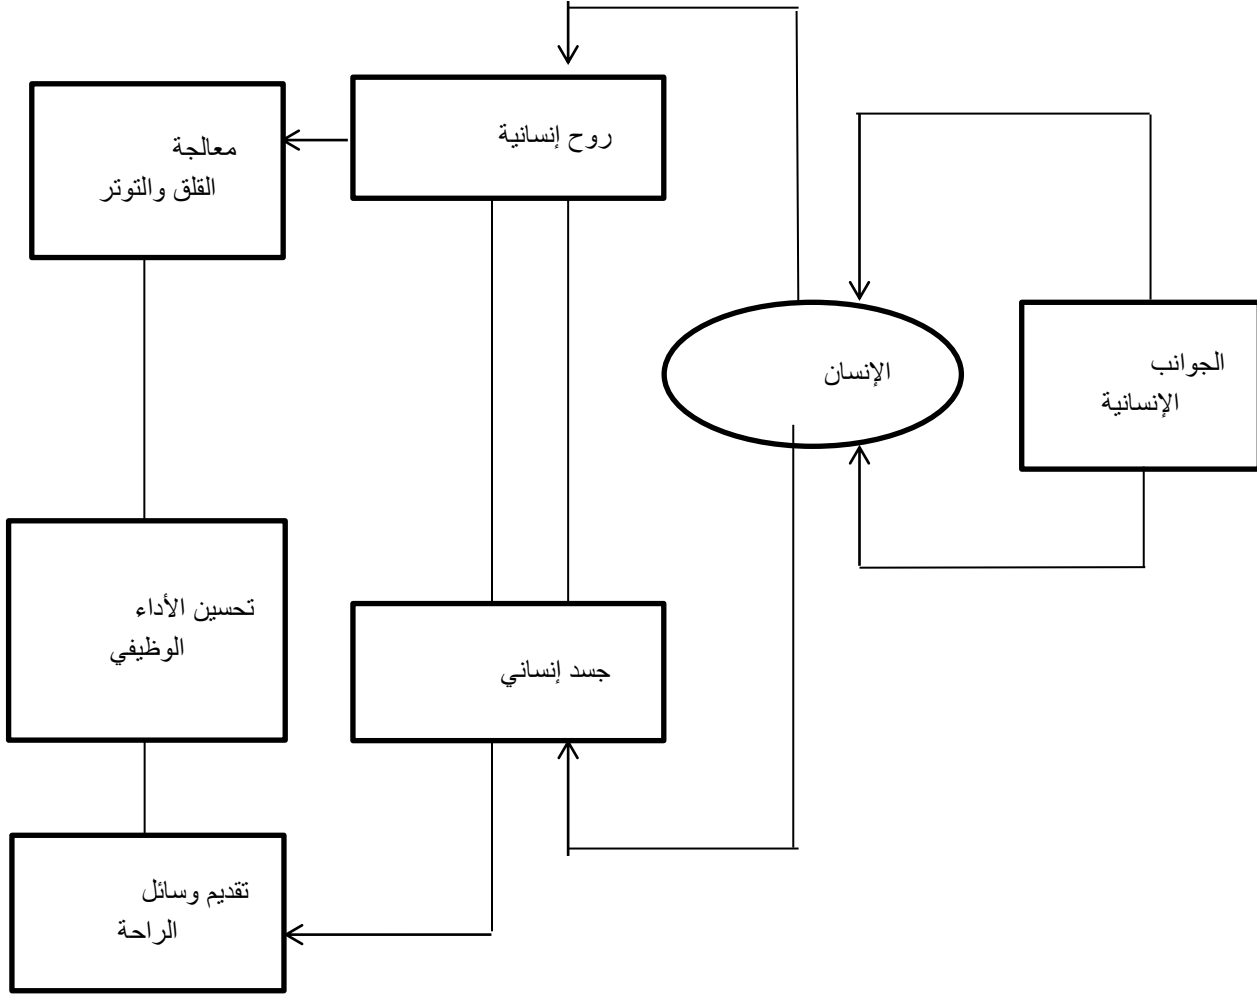 الجوانب
الإنسانية
الإنسان
روح إنسانية
جسد إنساني
معالجة
القلق والتوتر
تحسين الأداء
الوظيفي
تقديم وسائل
الراحة